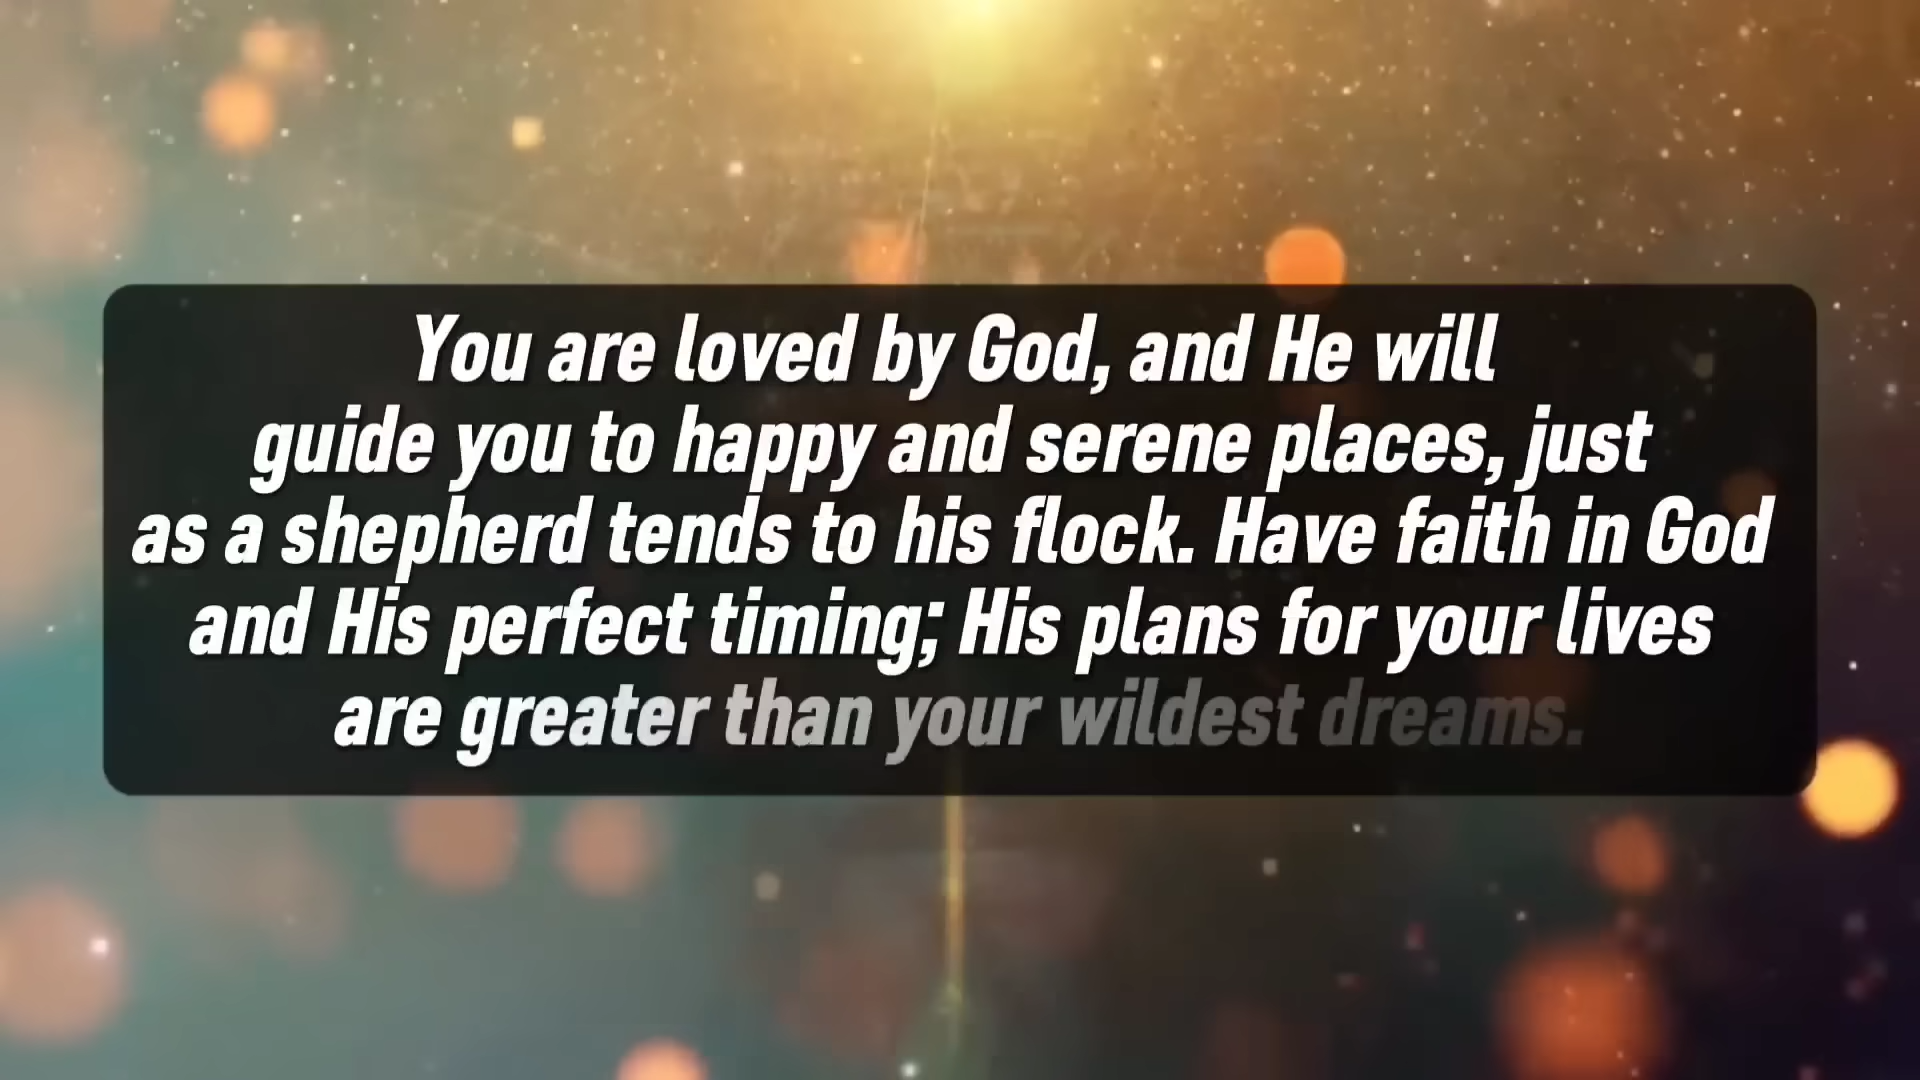 You are loved by God, and He will
guide you to happy and serene places, just
as a shepherd tends to his flock. Have faith in God
and His perfect timing; His plans for your lives
are greater than your wildest dreams.